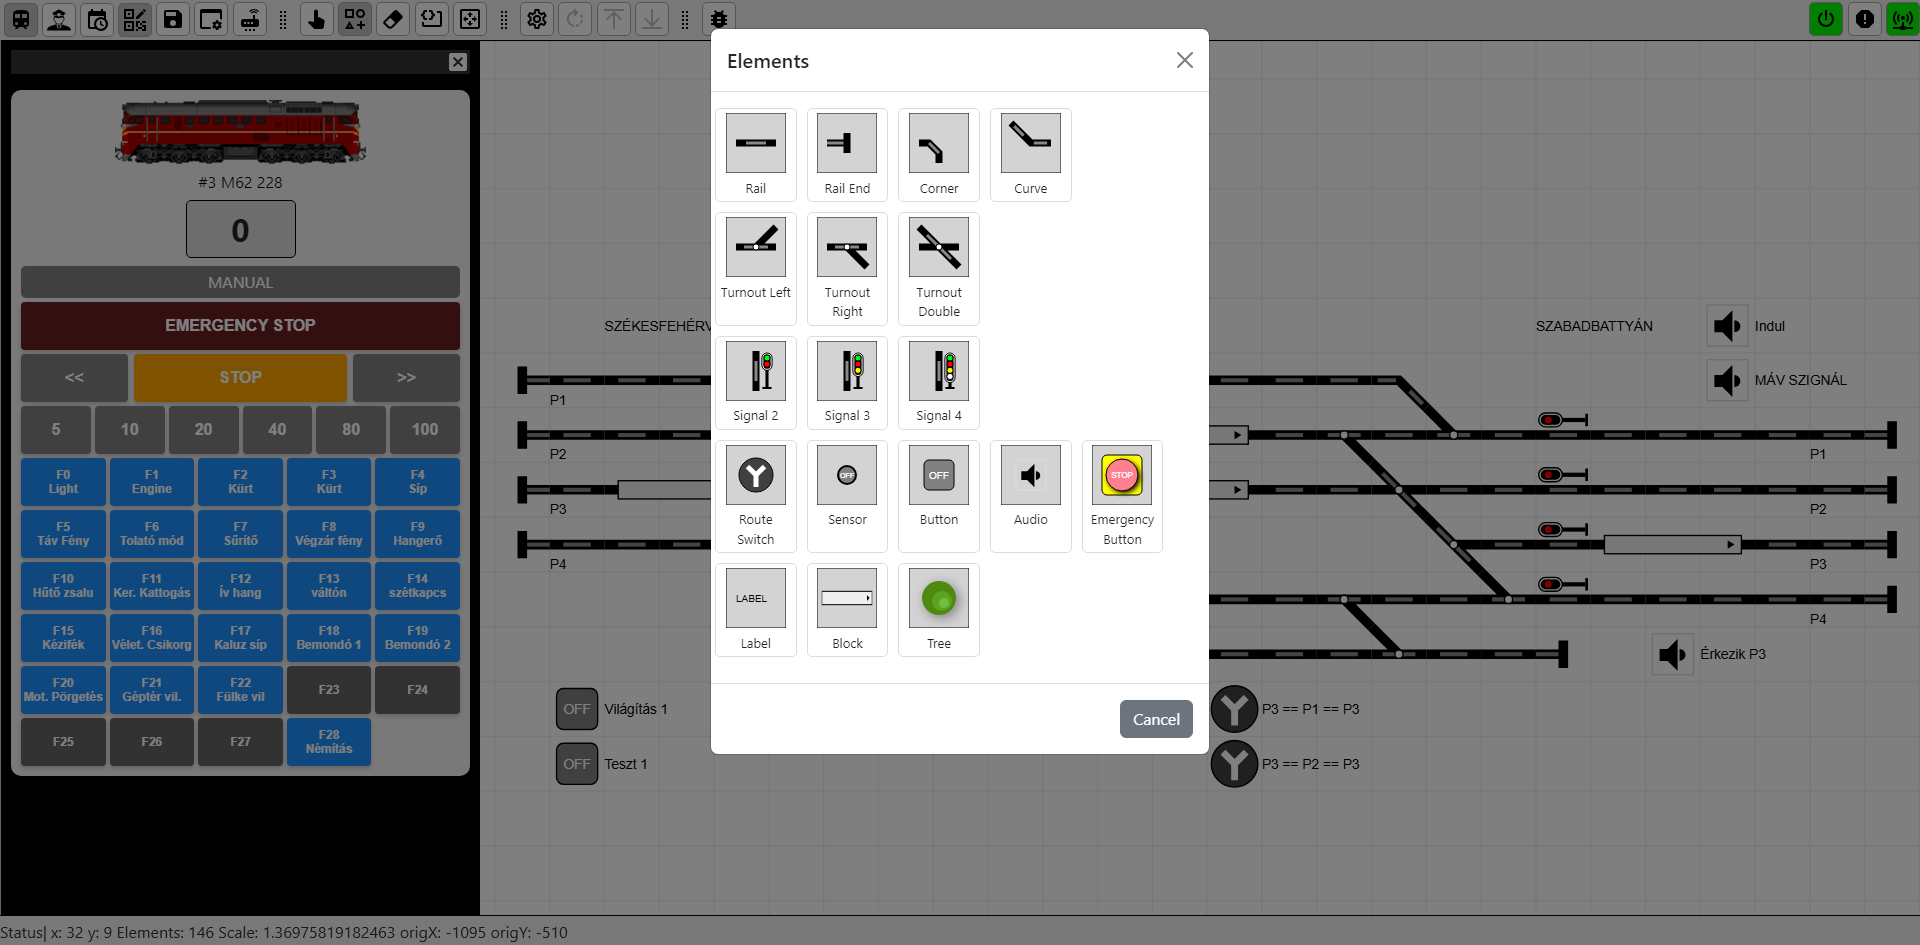 Elements
Rail
Rail End
Corner
Curve
Turnout Left
Turnout
Right
Turnout
Double
Signal 2
Signal 3
Signal 4
OFF
OFF
STOP
Route
Switch
Sensor
Button
Audio
Emergency
Button
LABEL
Label
Block
Tree
Cancel
#3 M62 228
0
MANUAL
EMERGENCY STOP
<<
STOP
>>
5
10
20
40
80
100
F0
Light
F1
Engine
F2
Kürt
F3
Kürt
F4
Síp
F5
Táv Fény
F6
Tolató mód
F7
Sűrítő
F8
Végzár fény
F9
Hangerő
F10
Hűtő zsalu
F11
Ker. Kattogás
F12
Ív hang
F13
váltón
F14
szétkapcs
F15
Kézifék
F16
Vélet. Csikorg
F17
Kaluz síp
F18
Bemondó 1
F19
Bemondó 2
F20
Mot. Pörgetés
F21
Géptér vil.
F22
Fülke vil
F23
F24
F25
F26
F27
F28
Némítás
SZÉKESFEHÉRV
P1
P2
P3
P4
OFF
Világítás 1
OFF
Teszt 1
SZABADBATTYÁN
Indul
MÁV SZIGNÁL
P1
P2
P3
P4
Érkezik P3
P3 == P1 == P3
P3 == P2 == P3
Status| x: 32 y: 9 Elements: 146 Scale: 1.36975819182463 origX: -1095 origY: -510